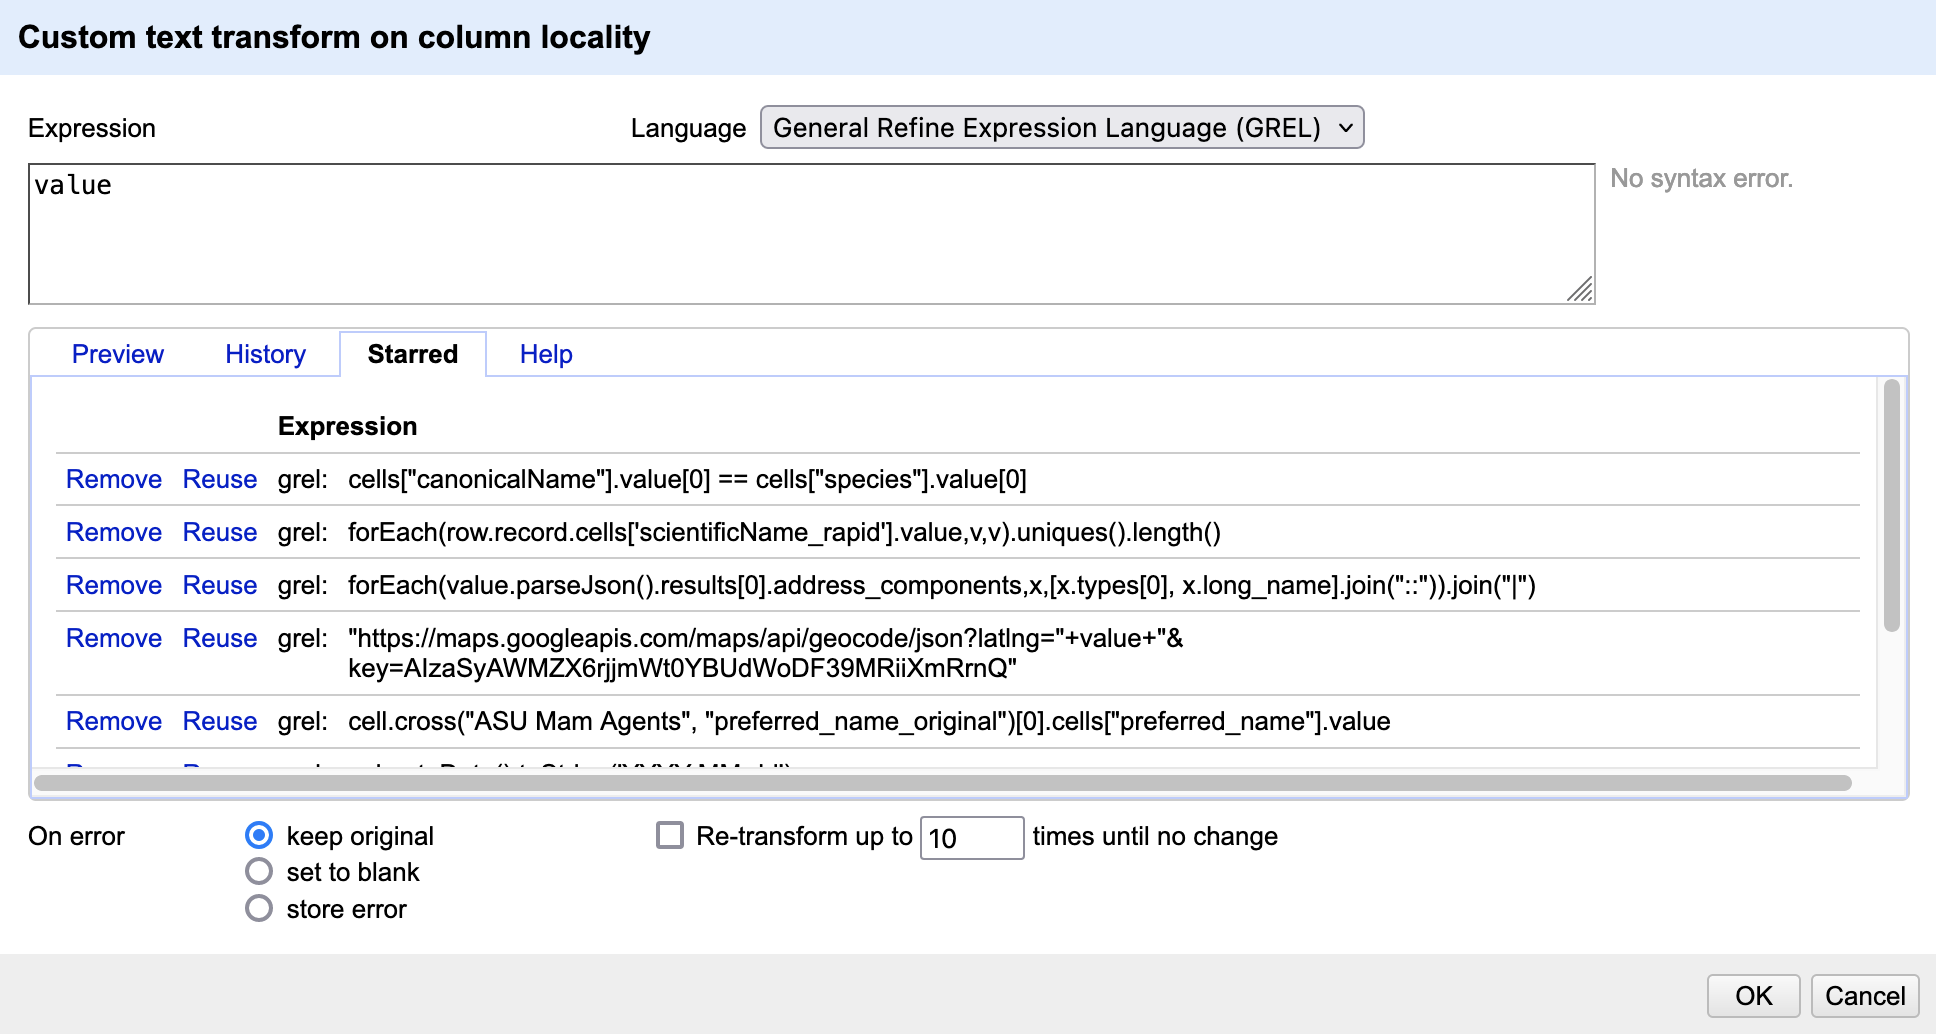 Custom text transform on column locality
Expression
Language General Refine Expression Language (GREL)
value
No syntax error.
Preview History Starred Help
Expression
Remove Reuse grel: cells["canonicalName"].value[0] == cells["species"].value[0]
Remove Reuse grel: forEach(row.record.cells['scientificName_rapid'].value,v,v).uniques().length()
Remove Reuse grel: forEach(value.parseJson().results[0].address_components,x,[x.types[0], x.long_name].join("::")).join("|")
Remove Reuse grel: "https://maps.googleapis.com/maps/api/geocode/json?latlng="+value+"&
key=AIzaSyAWMZX6rjjmWt0YBUdWoDF39MRiiXmRrnQ"
Remove Reuse grel: cell.cross("ASU Mam Agents", "preferred_name_original")[0].cells["preferred_name"].value
On error
keep original
Re-transform up to 10 times until no change
set to blank
store error
OK Cancel